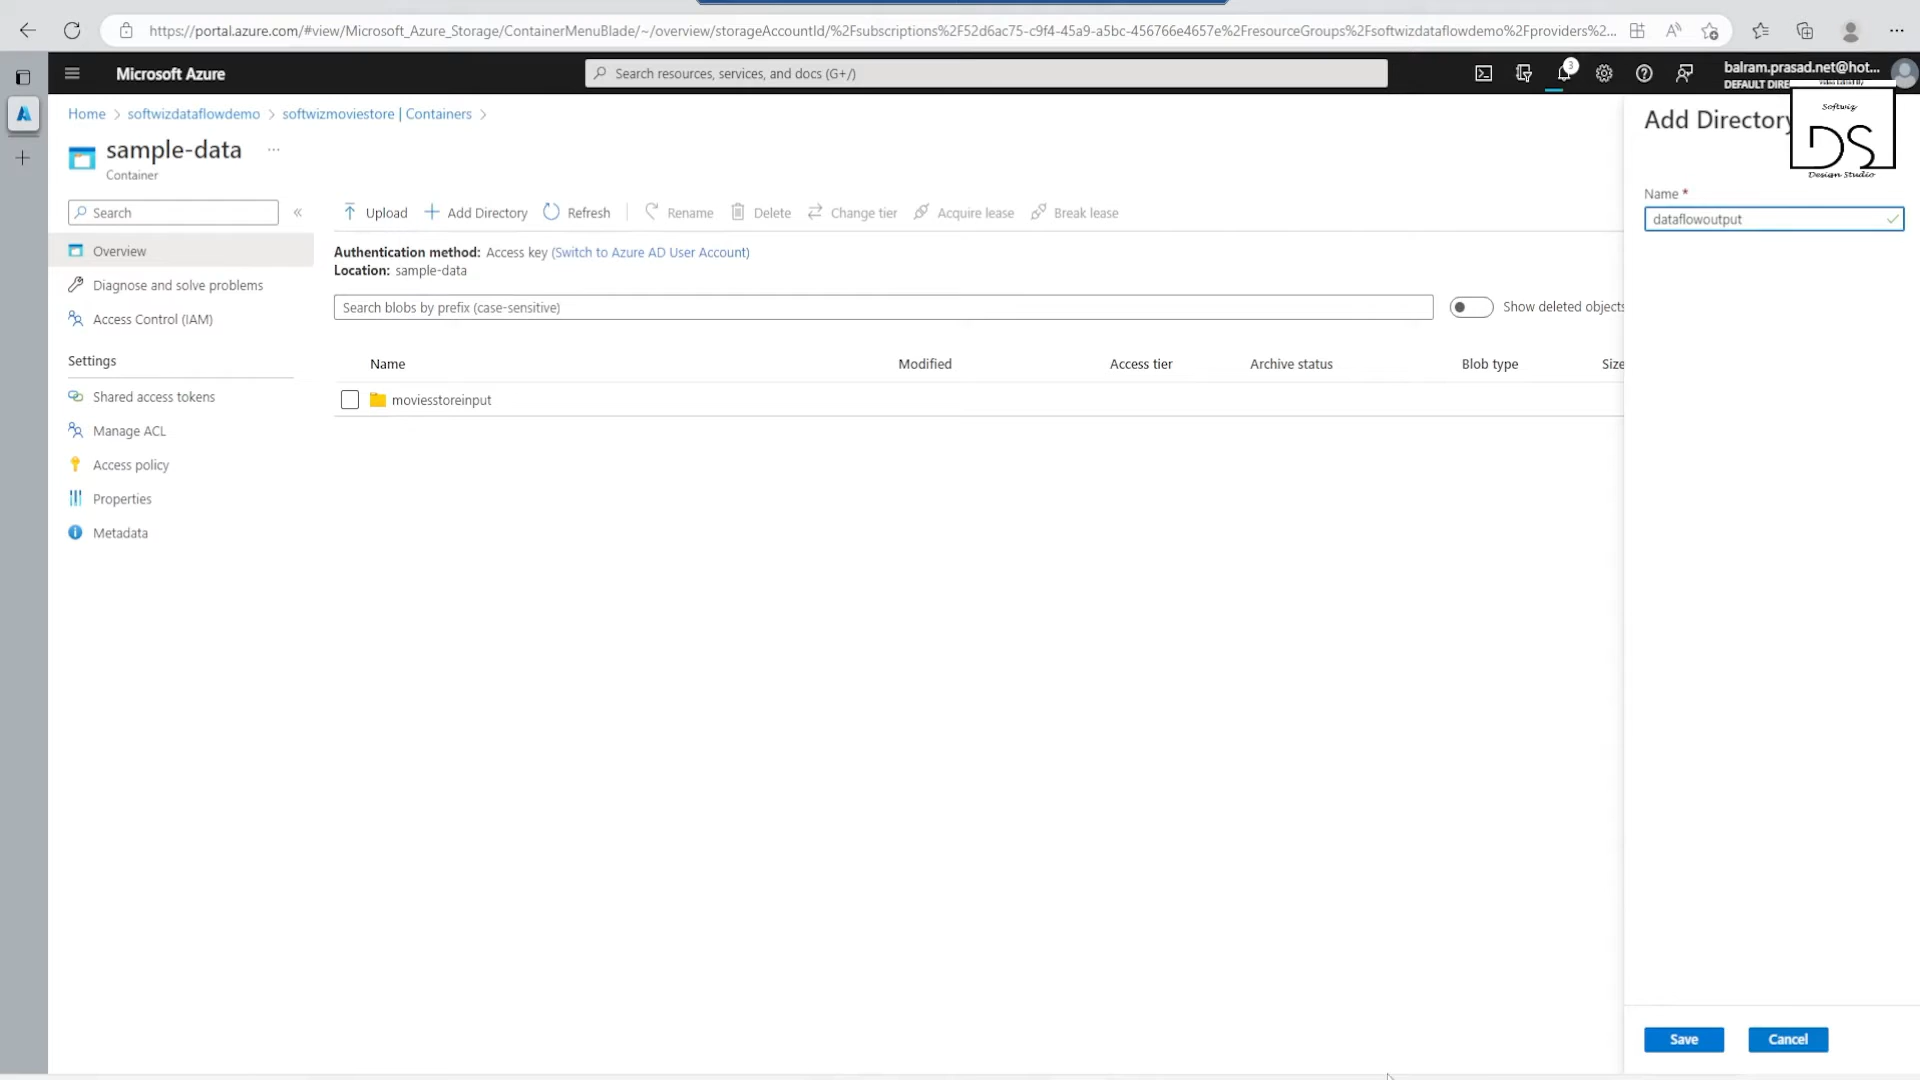 https://portal.azure.com/#view/Microsoft_Azure_Storage/ContainerMenuBlade/~/overview/storageAccountId/%2Fsubscriptions%2F52d6ac75-c9f4-45a9-a5bc-456766e4657e%2FresourceGroups%2Fsoftwizdataflowdemo%2Fproviders%2...
Microsoft Azure
Search resources, services, and docs (G+/)
3
balram.prasad.net@hot...
DEFAULT DIRE
Home > softwizdataflowdemo > softwizmoviestore | Containers >
sample-data ...
Container
Search
Overview
Diagnose and solve problems
Access Control (IAM)
Settings
Shared access tokens
Manage ACL
Access policy
Properties
Metadata
Upload Add Directory Refresh Rename Delete Change tier Acquire lease Break lease
Authentication method: Access key (Switch to Azure AD User Account)
Location: sample-data
Search blobs by prefix (case-sensitive)
Show deleted objects
Name Modified Access tier Archive status Blob type Size
moviesstoreinput
Add Directory
Video Edited By
Softwiz
DS
Design Studio
Name *
dataflowoutput
Save Cancel